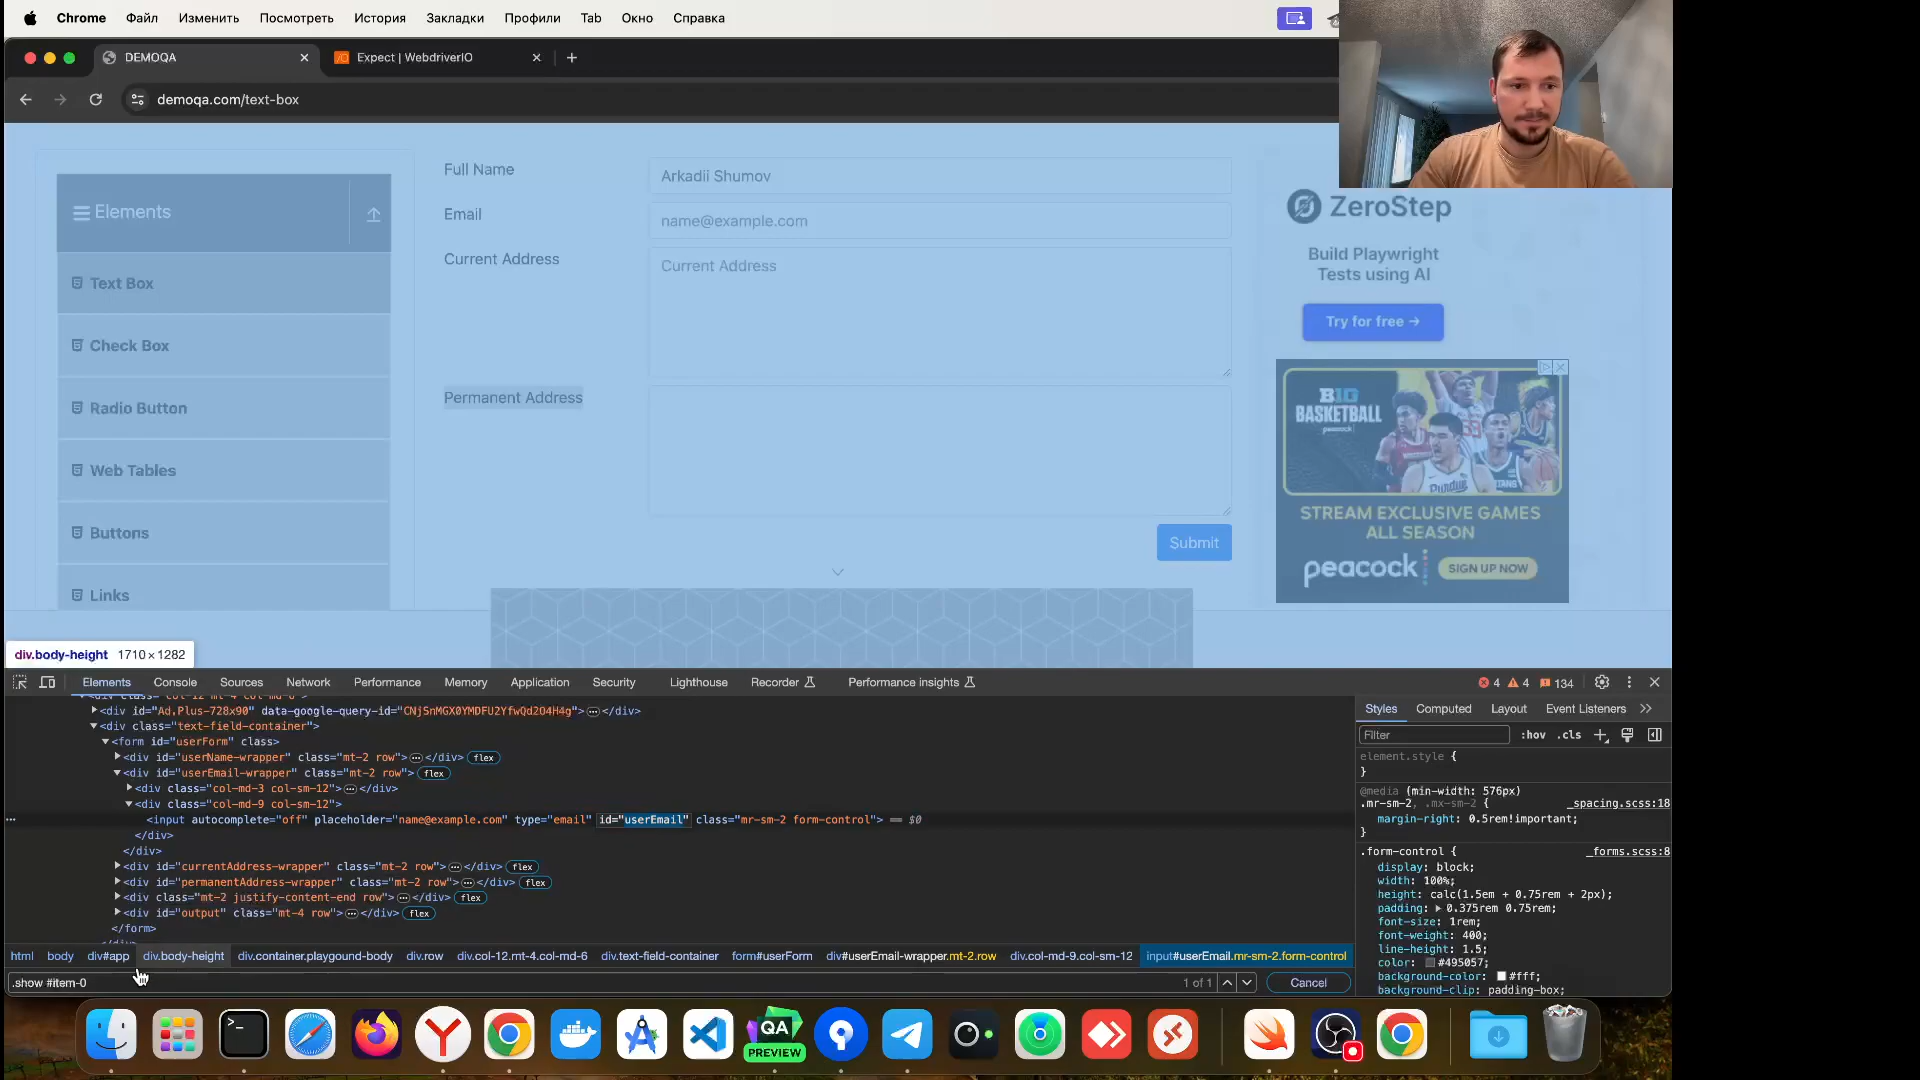 Chrome Файл Изменить Посмотреть История Закладки Профили Tab Окно Справка
DEMOQA
Expect | WebdriverIO
demoqa.com/text-box
Elements
Text Box
Check Box
Radio Button
Web Tables
Buttons
Links
Full Name
Arkadii Shumov
Email
name@example.com
Current Address
Current Address
Permanent Address
Submit
ZeroStep
Build Playwright
Tests using AI
Try for free →
B1G
BASKETBALL
peacock
PURDUE
STREAM EXCLUSIVE GAMES
ALL SEASON
peacock
SIGN UP NOW
div.body-height 1710×1282
Elements Console Sources Network Performance Memory Application Security Lighthouse Recorder Performance insights 4 4 134
<div id="Ad.Plus-728x90" data-google-query-id="CNjSnMGX0YMDFU2YfwQd2O4H4g"> </div>
<div class="text-field-container">
<form id="userForm" class>
<div id="userName-wrapper" class="mt-2 row"> </div> flex
<div id="userEmail-wrapper" class="mt-2 row"> flex
<div class="col-md-3 col-sm-12"> </div>
<div class="col-md-9 col-sm-12">
<input autocomplete="off" placeholder="name@example.com" type="email" id="userEmail" class="mr-sm-2 form-control"> == $0
</div>
</div>
<div id="currentAddress-wrapper" class="mt-2 row"> </div> flex
<div id="permanentAddress-wrapper" class="mt-2 row"> </div> flex
<div class="mt-2 justify-content-end row"> </div> flex
<div id="output" class="mt-4 row"> </div> flex
</form>
html body div#app div.body-height div.container.playgound-body div.row div.col-12.mt-4.col-md-6 div.text-field-container form#userForm div#userEmail-wrapper.mt-2.row div.col-md-9.col-sm-12 input#userEmail.mr-sm-2.form-control
.show #item-0
1 of 1
Cancel
Styles Computed Layout Event Listeners
Filter
:hov .cls
element.style {
}
@media (min-width: 576px)
.mr-sm-2, .mx-sm-2 { _spacing.scss:18
margin-right: 0.5rem!important;
}
.form-control { _forms.scss:8
display: block;
width: 100%;
height: calc(1.5em + 0.75rem + 2px);
padding: 0.375rem 0.75rem;
font-size: 1rem;
font-weight: 400;
line-height: 1.5;
color: #495057;
background-color: #fff;
background-clip: padding-box;
QA
PREVIEW